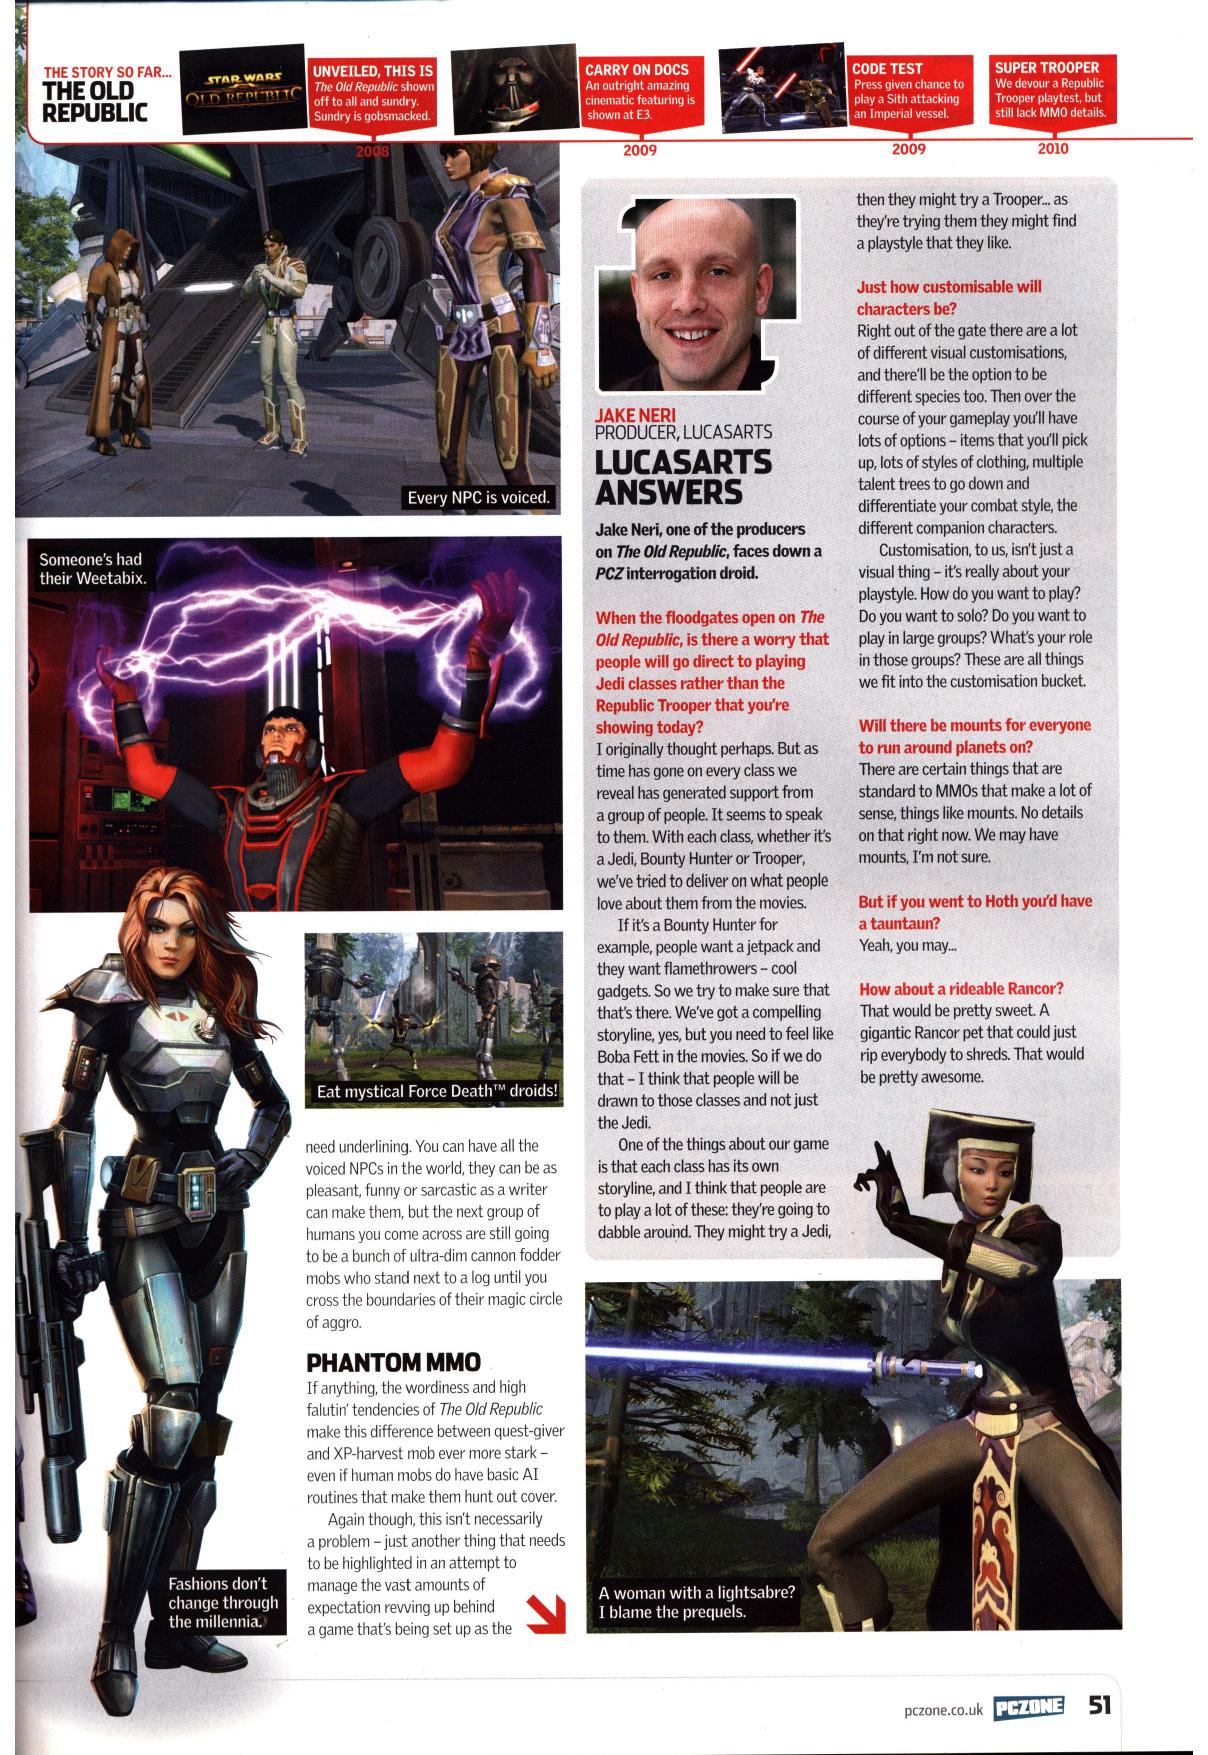 THE STORY SO FAR...
THE OLD
REPUBLIC
STAR WARS
THE OLD REPUBLIC
UNVEILED, THIS IS
The Old Republic shown
off to all and sundry.
Sundry is gobsmacked.
2008
CARRY ON DOCS
An outright amazing
cinematic featuring is
shown at E3.
2009
CODE TEST
Press given chance to
play a Sith attacking
an Imperial vessel.
2009
SUPER TROOPER
We devour a Republic
Trooper playtest, but
still lack MMO details.
2010
Every NPC is voiced.
Someone's had
their Weetabix.
Eat mystical Force Death™ droids!
Fashions don't
change through
the millennia.
need underlining. You can have all the
voiced NPCs in the world, they can be as
pleasant, funny or sarcastic as a writer
can make them, but the next group of
humans you come across are still going
to be a bunch of ultra-dim cannon fodder
mobs who stand next to a log until you
cross the boundaries of their magic circle
of aggro.
PHANTOM MMO
If anything, the wordiness and high
falutin' tendencies of The Old Republic
make this difference between quest-giver
and XP-harvest mob ever more stark –
even if human mobs do have basic AI
routines that make them hunt out cover.
Again though, this isn't necessarily
a problem – just another thing that needs
to be highlighted in an attempt to
manage the vast amounts of
expectation revving up behind
a game that's being set up as the
JAKE NERI
PRODUCER, LUCASARTS
LUCASARTS
ANSWERS
Jake Neri, one of the producers
on The Old Republic, faces down a
PCZ interrogation droid.
When the floodgates open on The
Old Republic, is there a worry that
people will go direct to playing
Jedi classes rather than the
Republic Trooper that you're
showing today?
I originally thought perhaps. But as
time has gone on every class we
reveal has generated support from
a group of people. It seems to speak
to them. With each class, whether it's
a Jedi, Bounty Hunter or Trooper,
we've tried to deliver on what people
love about them from the movies.
If it's a Bounty Hunter for
example, people want a jetpack and
they want flamethrowers – cool
gadgets. So we try to make sure that
that's there. We've got a compelling
storyline, yes, but you need to feel like
Boba Fett in the movies. So if we do
that – I think that people will be
drawn to those classes and not just
the Jedi.
One of the things about our game
is that each class has its own
storyline, and I think that people are
to play a lot of these: they're going to
dabble around. They might try a Jedi,
then they might try a Trooper... as
they're trying them they might find
a playstyle that they like.
Just how customisable will
characters be?
Right out of the gate there are a lot
of different visual customisations,
and there'll be the option to be
different species too. Then over the
course of your gameplay you'll have
lots of options – items that you'll pick
up, lots of styles of clothing, multiple
talent trees to go down and
differentiate your combat style, the
different companion characters.
Customisation, to us, isn't just a
visual thing – it's really about your
playstyle. How do you want to play?
Do you want to solo? Do you want to
play in large groups? What's your role
in those groups? These are all things
we fit into the customisation bucket.
Will there be mounts for everyone
to run around planets on?
There are certain things that are
standard to MMOs that make a lot of
sense, things like mounts. No details
on that right now. We may have
mounts, I'm not sure.
But if you went to Hoth you'd have
a tauntaun?
Yeah, you may...
How about a rideable Rancor?
That would be pretty sweet. A
gigantic Rancor pet that could just
rip everybody to shreds. That would
be pretty awesome.
A woman with a lightsabre?
I blame the prequels.
pczone.co.uk PCZONE 51